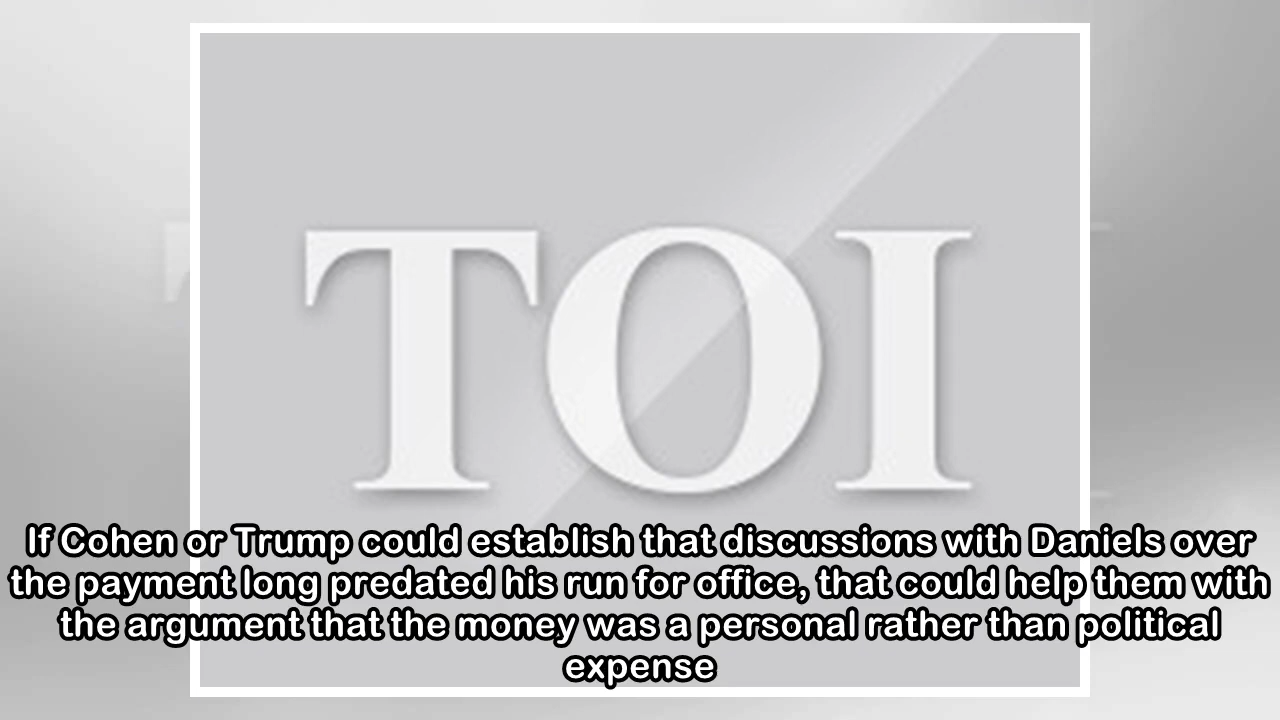 TOI
If Cohen or Trump could establish that discussions with Daniels over
the payment long predated his run for office, that could help them with
the argument that the money was a personal rather than political
expense